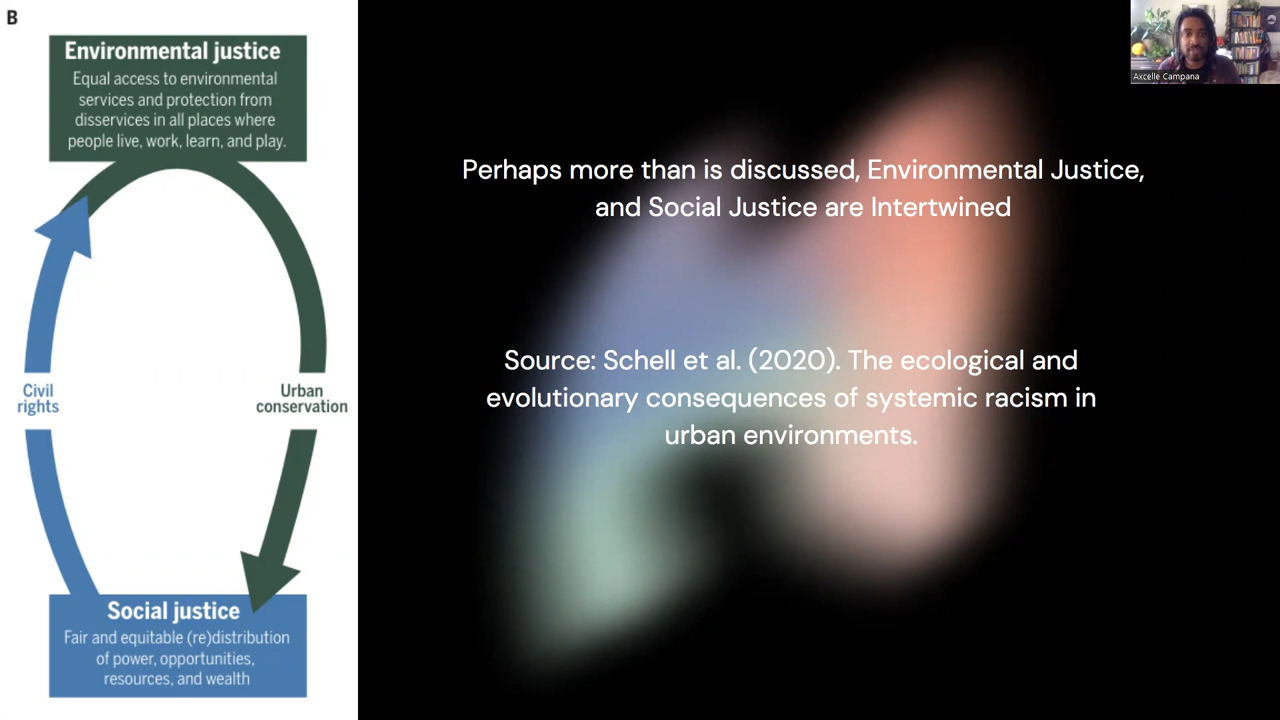 B
Environmental justice
Equal access to environmental
services and protection from
disservices in all places where
people live, work, learn, and play.
Civil
rights
Urban
conservation
Social justice
Fair and equitable (re)distribution
of power, opportunities,
resources, and wealth
Perhaps more than is discussed, Environmental Justice,
and Social Justice are Intertwined
Source: Schell et al. (2020). The ecological and
evolutionary consequences of systemic racism in
urban environments.
Axcelle Campana